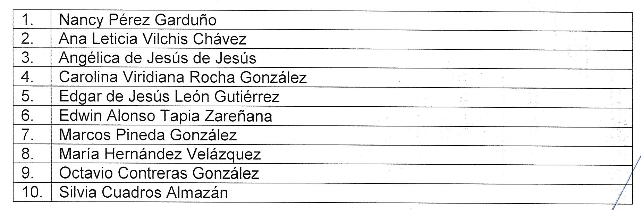 1. Nancy Pérez Garduño
2. Ana Leticia Vilchis Chávez
3. Angélica de Jesús de Jesús
4. Carolina Viridiana Rocha González
5. Edgar de Jesús León Gutiérrez
6. Edwin Alonso Tapia Zareñana
7. Marcos Pineda González
8. María Hernández Velázquez
9. Octavio Contreras González
10. Silvia Cuadros Almazán